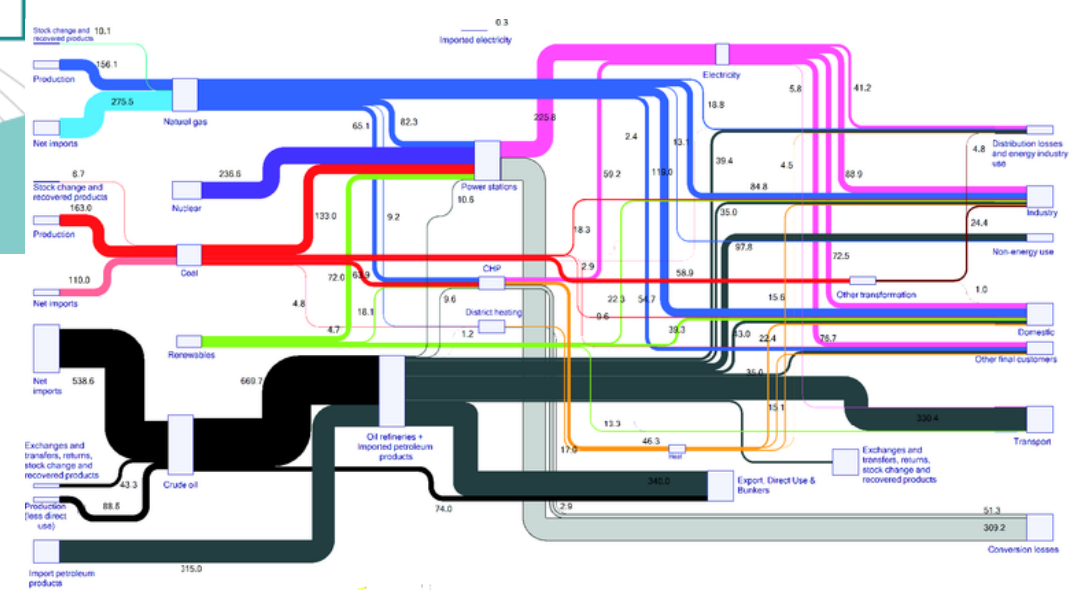 0.3
Imported electricity
Stock change and
recovered products
10.1
156.1
Production
275.5
Net imports
Natural gas
65.1
82.3
225.8
Electricity
5.8
41.2
18.8
2.4
13.1
4.8
Distribution losses
and energy industry
use
6.7
Stock change and
recovered products
163.0
Production
236.6
Nuclear
Power stations
10.6
59.2
39.4
4.5
88.9
84.8
Industry
133.0
9.2
35.0
24.4
18.3
97.8
Non-energy use
110.0
Net imports
Coal
72.0
CHP
2.9
58.9
72.5
Other transformation
1.0
4.8
18.1
9.6
22.3
54.7
15.6
District heating
9.6
Domestic
4.7
1.2
39.3
43.0
22.4
76.7
Renewables
Other final customers
Net
imports
538.6
669.7
35.0
15.1
330.4
Transport
13.3
Oil refineries +
Imported petroleum
products
46.3
17.0
Heat
Exchanges and
transfers, returns,
stock change and
recovered products
Exchanges and
transfers, returns,
stock change and
recovered products
43.3
Crude oil
340.0
Export, Direct Use &
Bunkers
Production
(less direct
use)
88.5
74.0
2.9
51.3
309.2
Conversion losses
315.0
Import petroleum
products